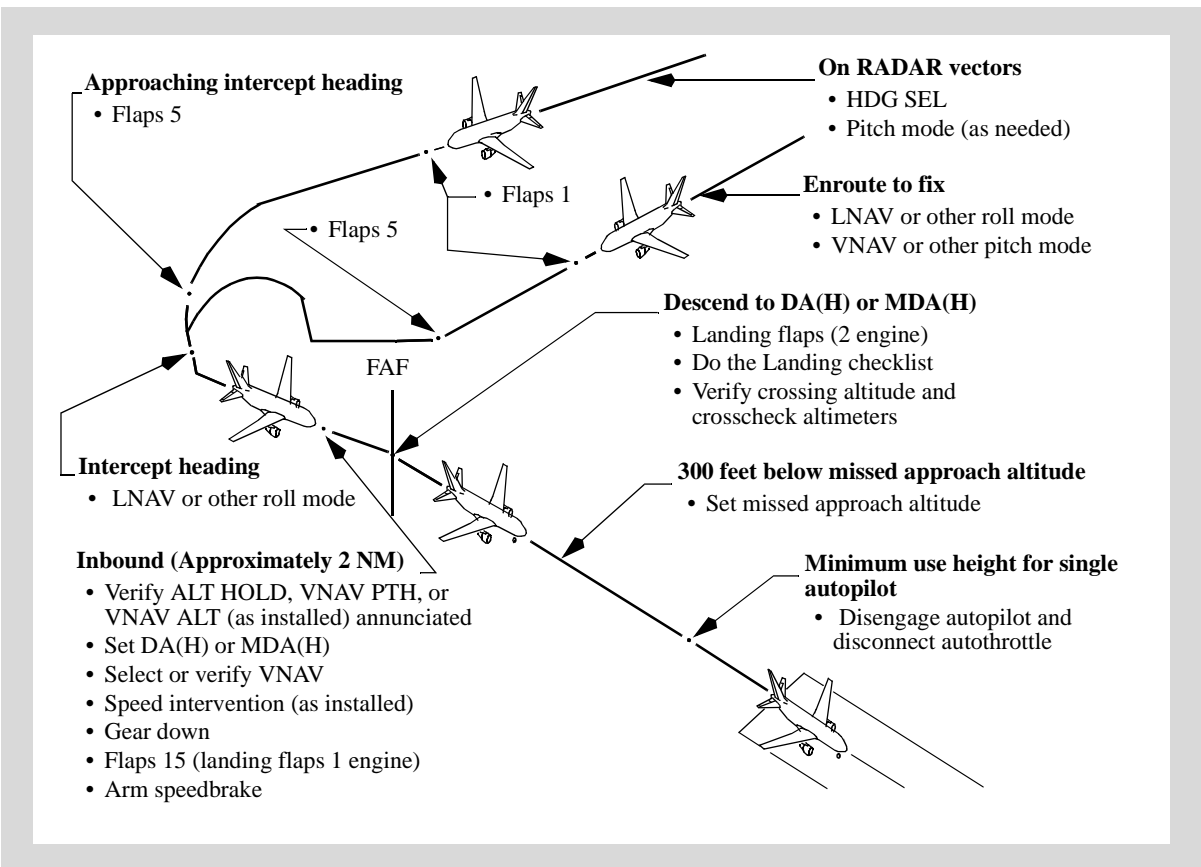 Approaching intercept heading
• Flaps 5
On RADAR vectors
• HDG SEL
• Pitch mode (as needed)
• Flaps 1
Enroute to fix
• LNAV or other roll mode
• VNAV or other pitch mode
• Flaps 5
Descend to DA(H) or MDA(H)
• Landing flaps (2 engine)
• Do the Landing checklist
• Verify crossing altitude and
crosscheck altimeters
FAF
Intercept heading
• LNAV or other roll mode
300 feet below missed approach altitude
• Set missed approach altitude
Inbound (Approximately 2 NM)
• Verify ALT HOLD, VNAV PTH, or
VNAV ALT (as installed) annunciated
• Set DA(H) or MDA(H)
• Select or verify VNAV
• Speed intervention (as installed)
• Gear down
• Flaps 15 (landing flaps 1 engine)
• Arm speedbrake
Minimum use height for single
autopilot
• Disengage autopilot and
disconnect autothrottle